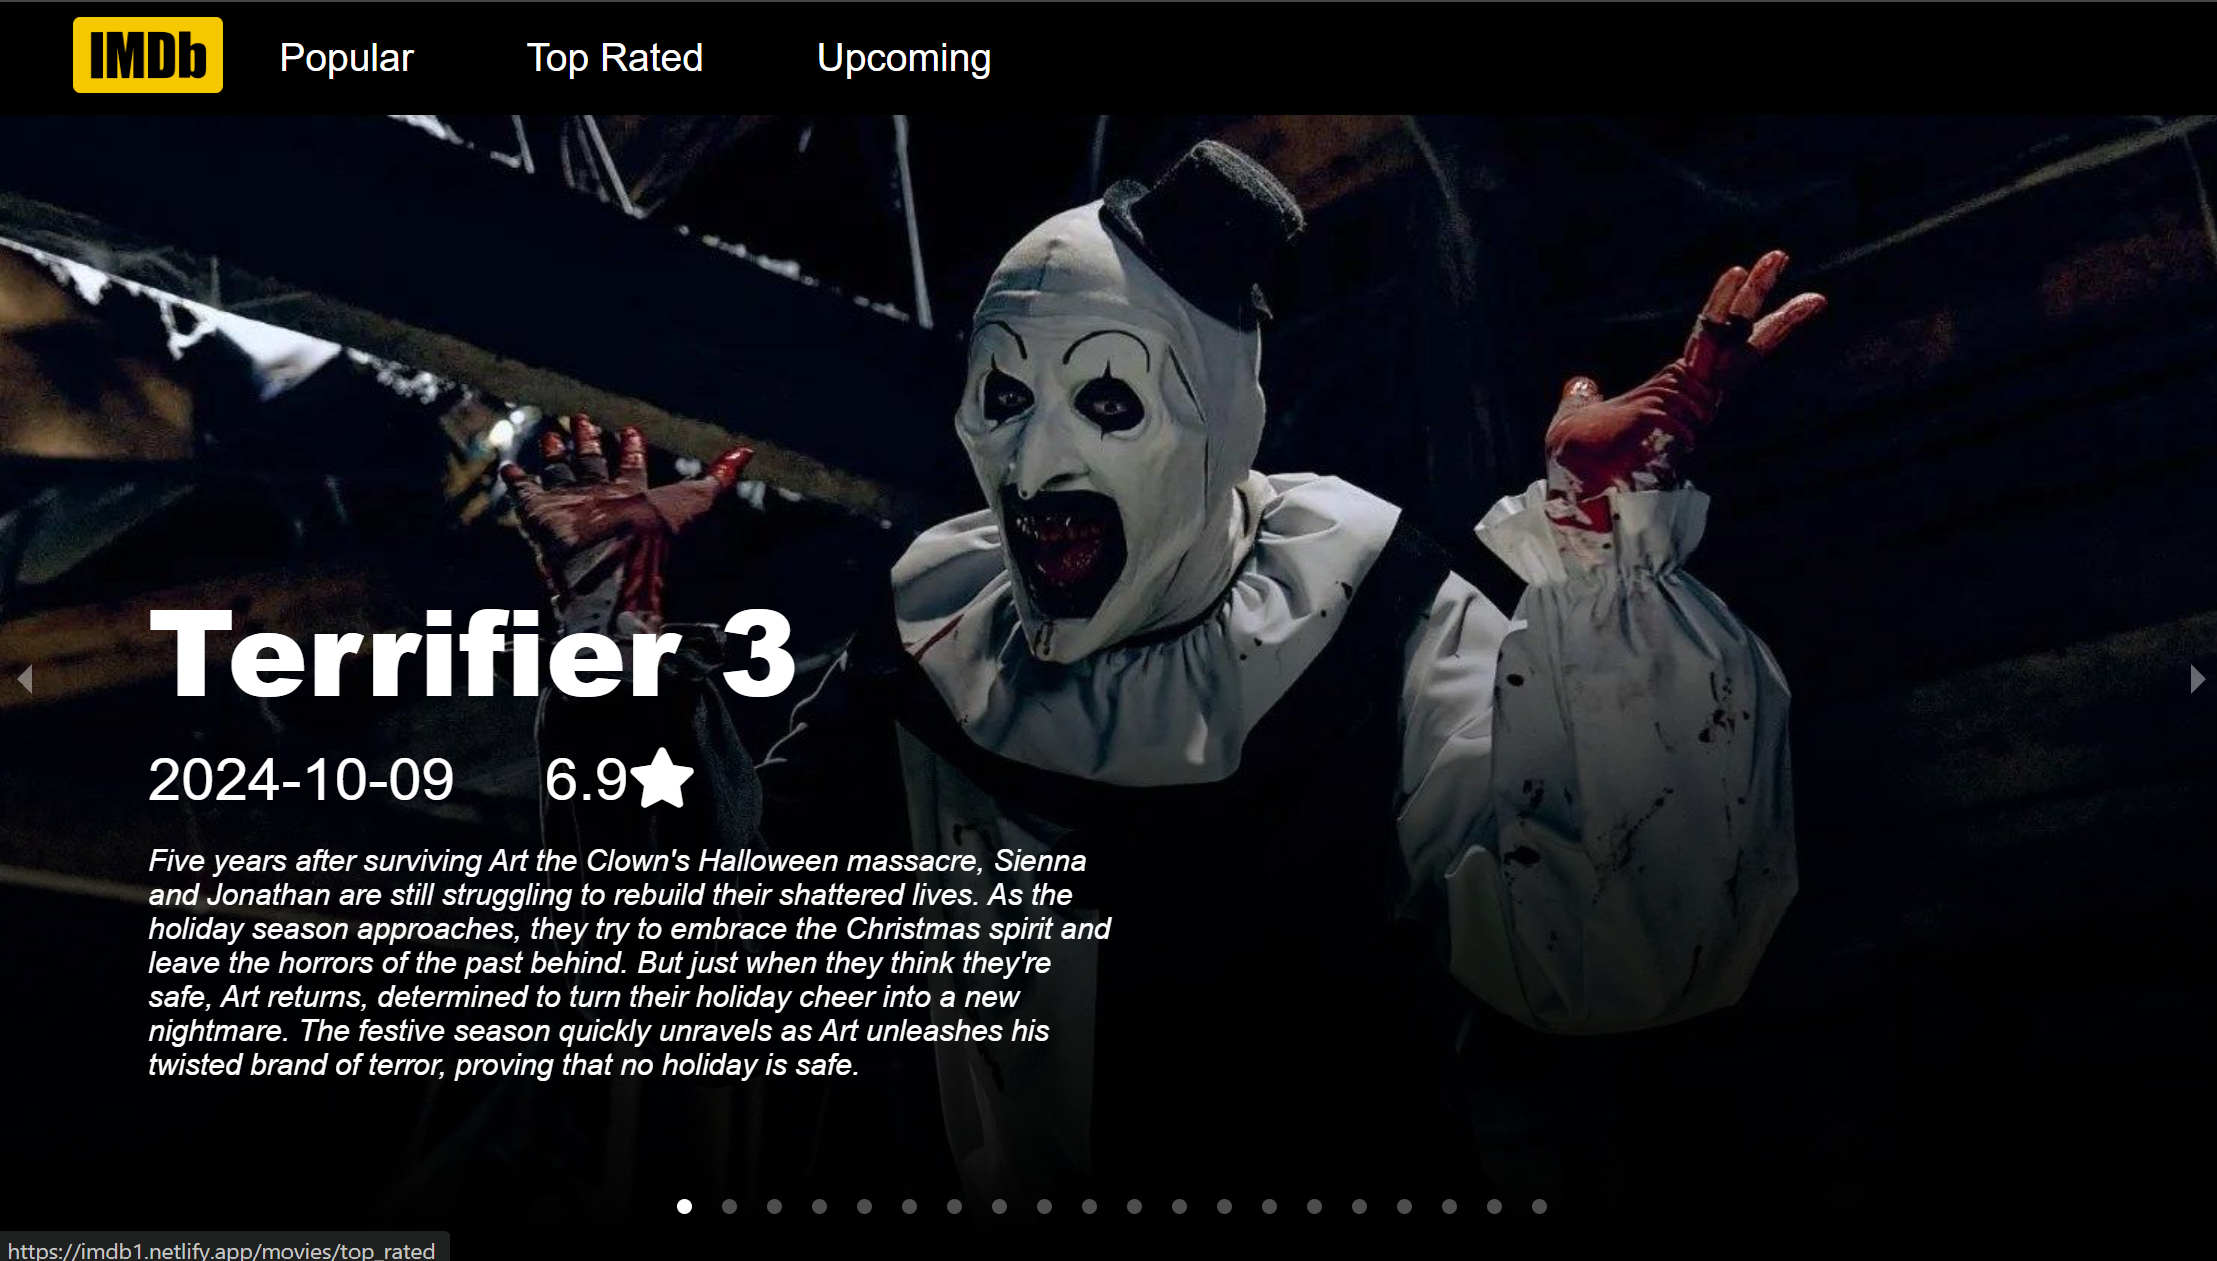 IMDb Popular Top Rated Upcoming
Terrifier 3
2024-10-09 6.9
Five years after surviving Art the Clown's Halloween massacre, Sienna
and Jonathan are still struggling to rebuild their shattered lives. As the
holiday season approaches, they try to embrace the Christmas spirit and
leave the horrors of the past behind. But just when they think they're
safe, Art returns, determined to turn their holiday cheer into a new
nightmare. The festive season quickly unravels as Art unleashes his
twisted brand of terror, proving that no holiday is safe.
https://imdb1.netlify.app/movies/top_rated